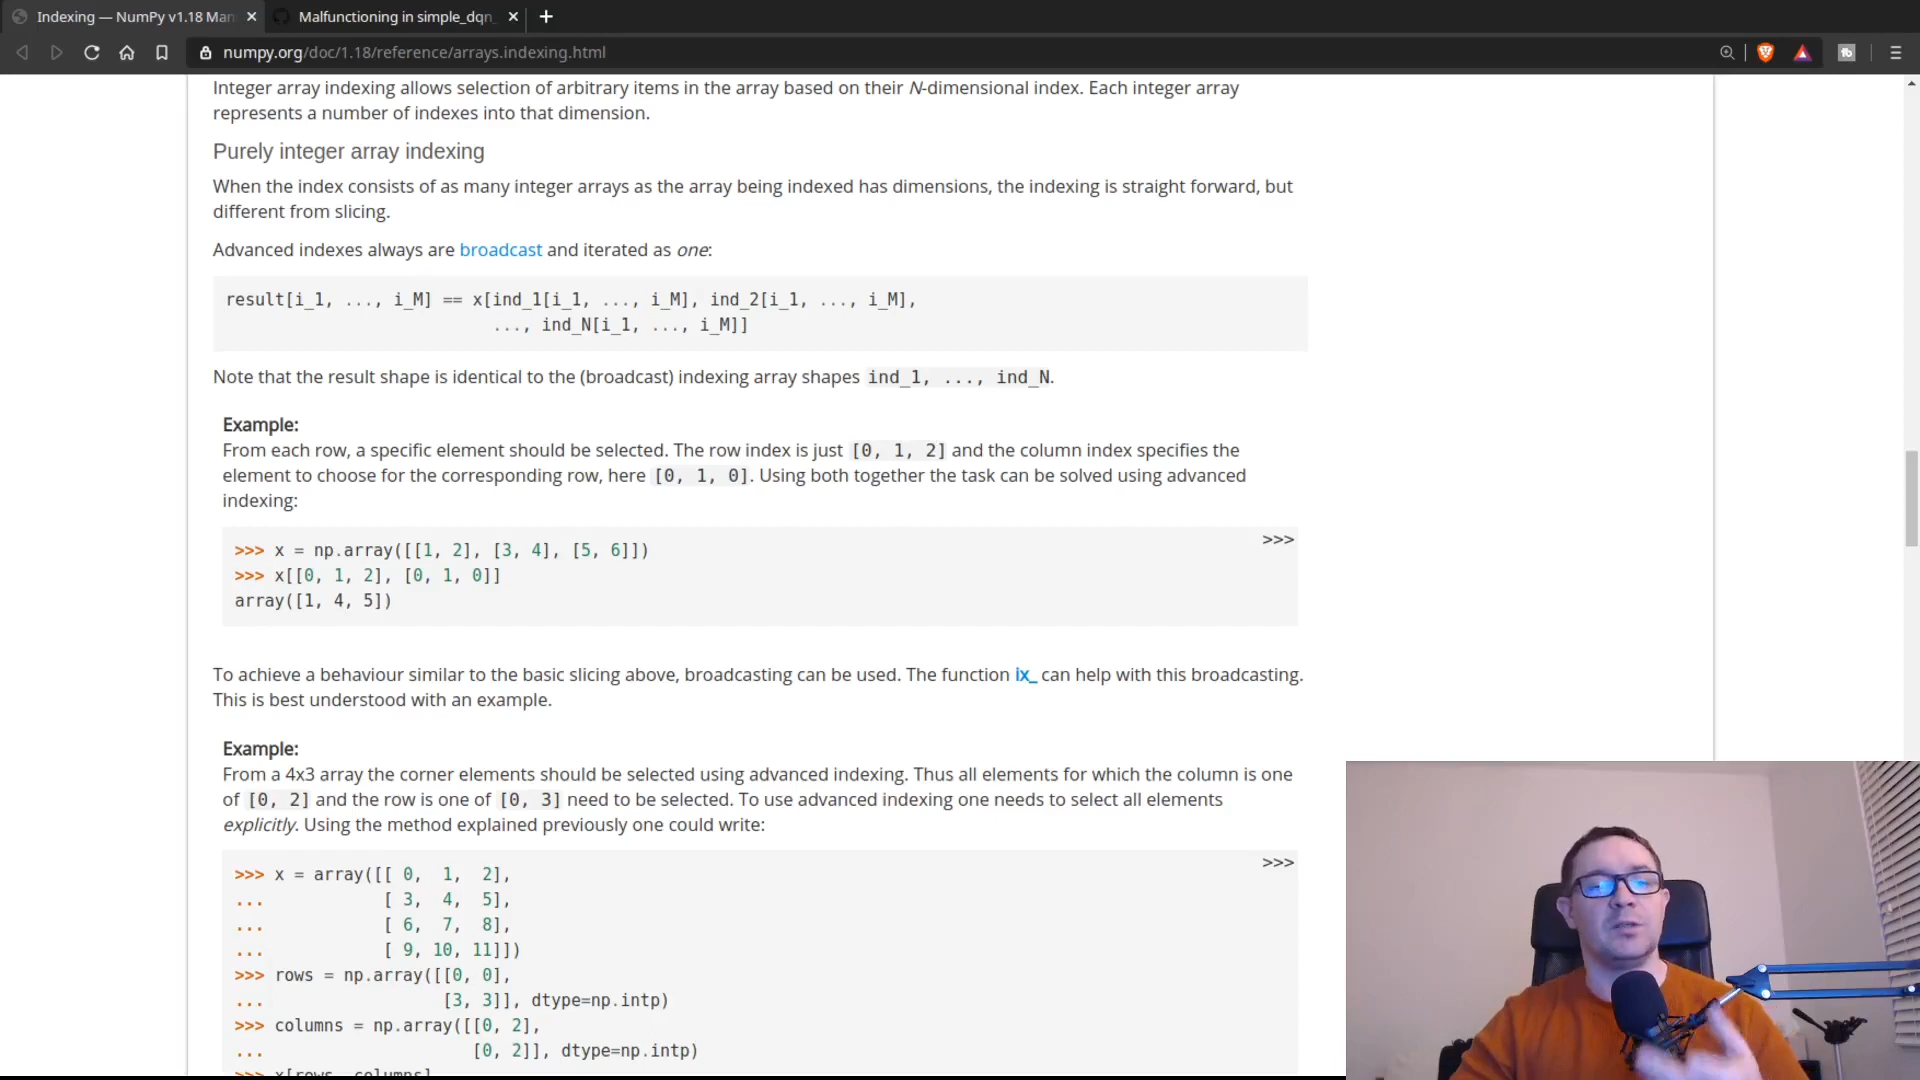 Indexing — NumPy v1.18 Man
Malfunctioning in simple_dqn_
numpy.org/doc/1.18/reference/arrays.indexing.html
Integer array indexing allows selection of arbitrary items in the array based on their N-dimensional index. Each integer array
represents a number of indexes into that dimension.
Purely integer array indexing
When the index consists of as many integer arrays as the array being indexed has dimensions, the indexing is straight forward, but
different from slicing.
Advanced indexes always are broadcast and iterated as one:
result[i_1, ..., i_M] == x[ind_1[i_1, ..., i_M], ind_2[i_1, ..., i_M],
..., ind_N[i_1, ..., i_M]]
Note that the result shape is identical to the (broadcast) indexing array shapes ind_1, ..., ind_N.
Example:
From each row, a specific element should be selected. The row index is just [0, 1, 2] and the column index specifies the
element to choose for the corresponding row, here [0, 1, 0]. Using both together the task can be solved using advanced
indexing:
>>>
>>> x = np.array([[1, 2], [3, 4], [5, 6]])
>>> x[[0, 1, 2], [0, 1, 0]]
array([1, 4, 5])
To achieve a behaviour similar to the basic slicing above, broadcasting can be used. The function ix_ can help with this broadcasting.
This is best understood with an example.
Example:
From a 4x3 array the corner elements should be selected using advanced indexing. Thus all elements for which the column is one
of [0, 2] and the row is one of [0, 3] need to be selected. To use advanced indexing one needs to select all elements
explicitly. Using the method explained previously one could write:
>>>
>>> x = array([[ 0, 1, 2],
... [ 3, 4, 5],
... [ 6, 7, 8],
... [ 9, 10, 11]])
>>> rows = np.array([[0, 0],
... [3, 3]], dtype=np.intp)
>>> columns = np.array([[0, 2],
... [0, 2]], dtype=np.intp)
>>> x[rows, columns]